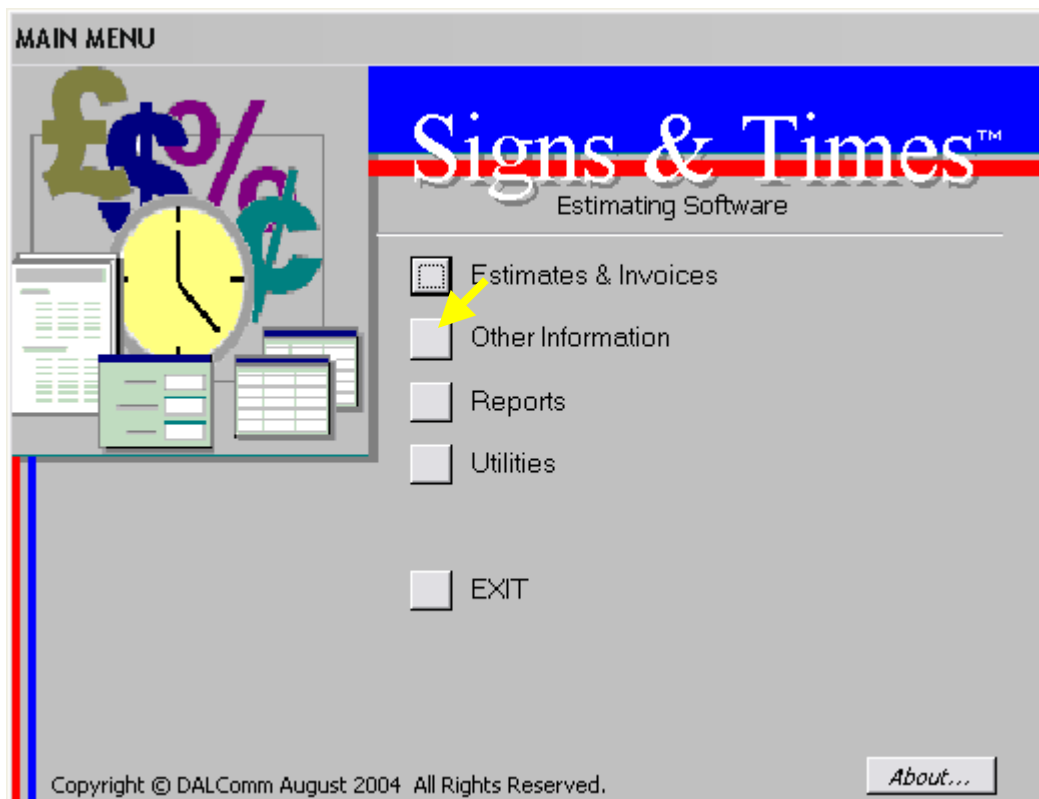 MAIN MENU
Signs & Times™
Estimating Software
Estimates & Invoices
Other Information
Reports
Utilities
EXIT
Copyright © DALComm August 2004 All Rights Reserved.
About...